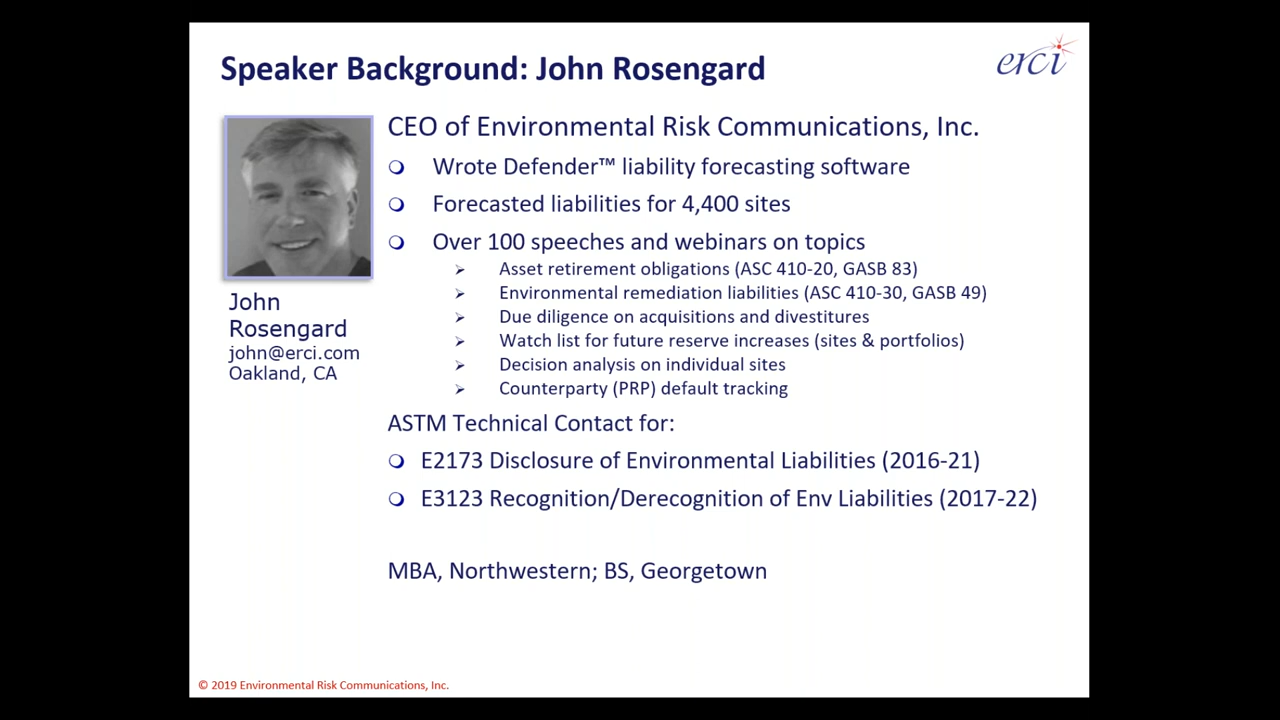 Speaker Background: John Rosengard
erci
CEO of Environmental Risk Communications, Inc.
Wrote Defender™ liability forecasting software
Forecasted liabilities for 4,400 sites
Over 100 speeches and webinars on topics
Asset retirement obligations (ASC 410-20, GASB 83)
Environmental remediation liabilities (ASC 410-30, GASB 49)
Due diligence on acquisitions and divestitures
Watch list for future reserve increases (sites & portfolios)
Decision analysis on individual sites
Counterparty (PRP) default tracking
John
Rosengard
john@erci.com
Oakland, CA
ASTM Technical Contact for:
E2173 Disclosure of Environmental Liabilities (2016-21)
E3123 Recognition/Derecognition of Env Liabilities (2017-22)
MBA, Northwestern; BS, Georgetown
© 2019 Environmental Risk Communications, Inc.